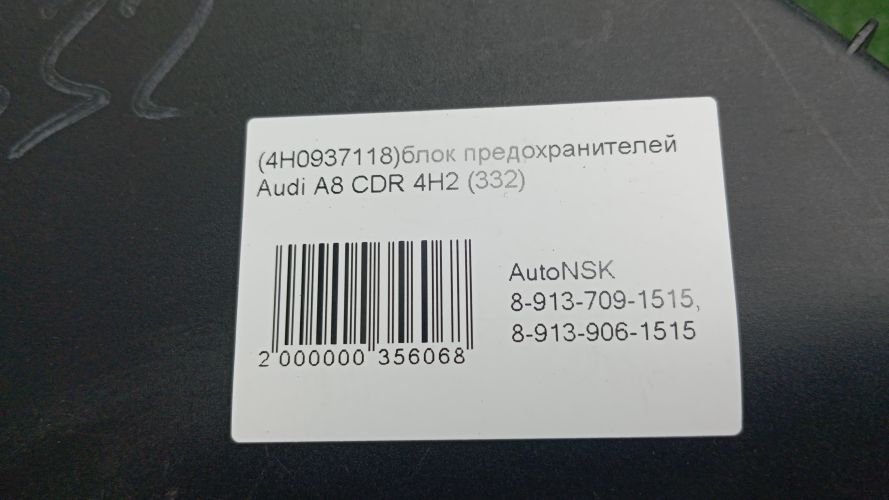 (4H0937118)блок предохранителей
Audi A8 CDR 4H2 (332)
AutoNSK
8-913-709-1515,
8-913-906-1515
2 000000 356068